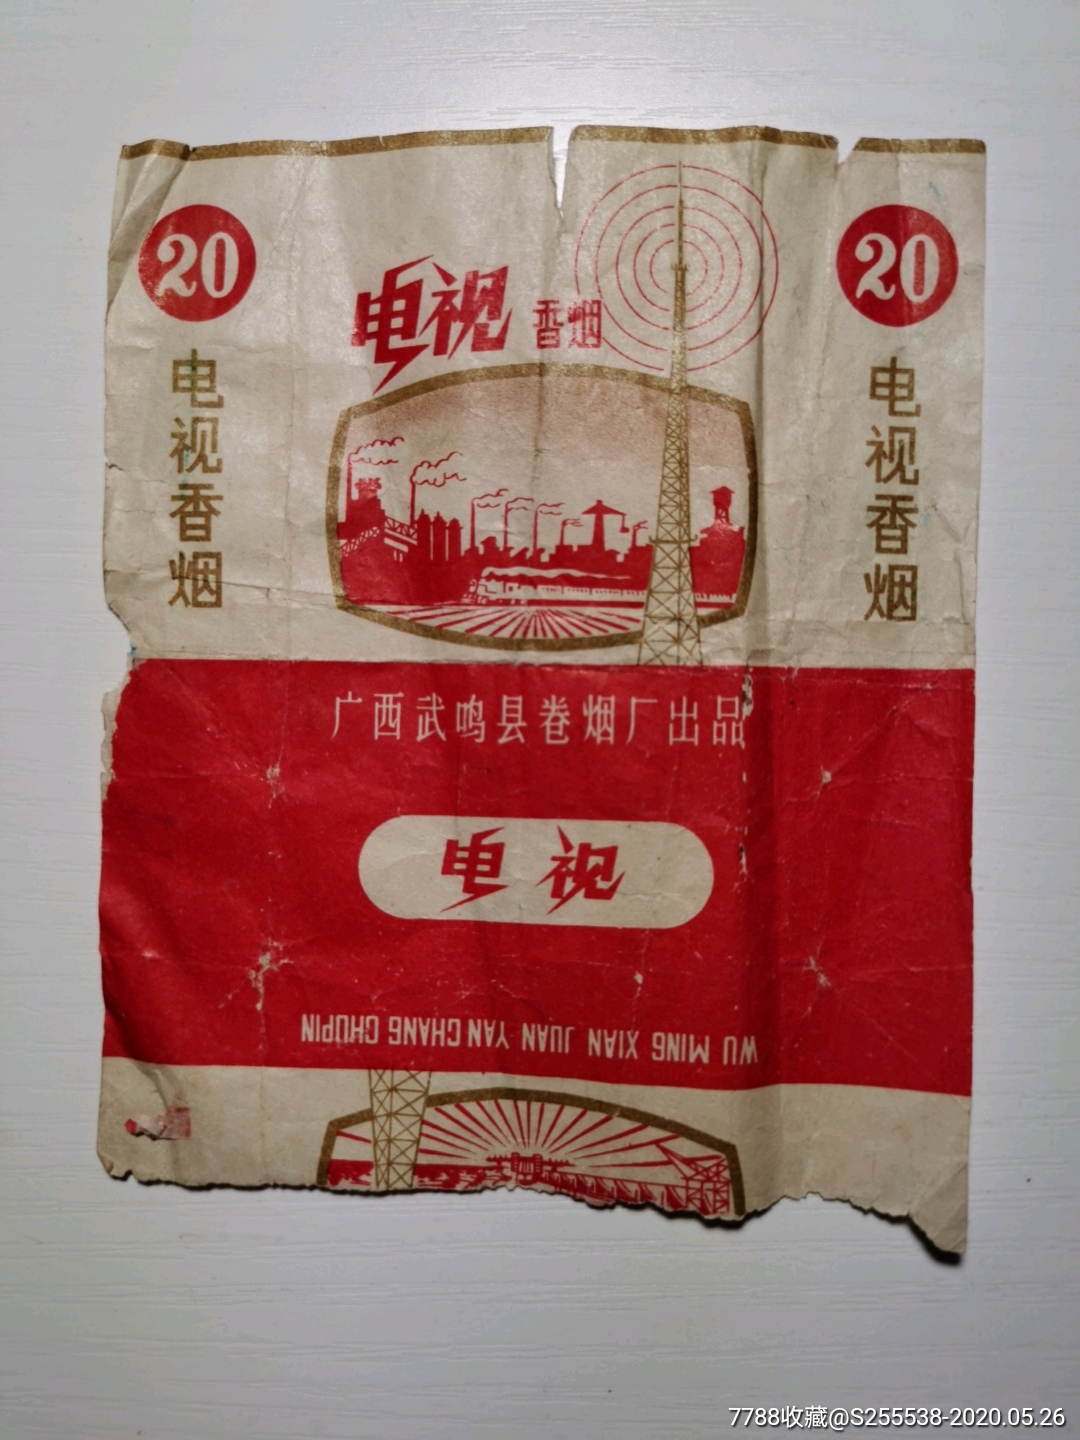 20
20
电视 香烟
电视香烟
电视香烟
广西武鸣县卷烟厂出品
电视
WU MING XIAN JUAN YAN CHANG CHUPIN
7788收藏@S255538-2020.05.26